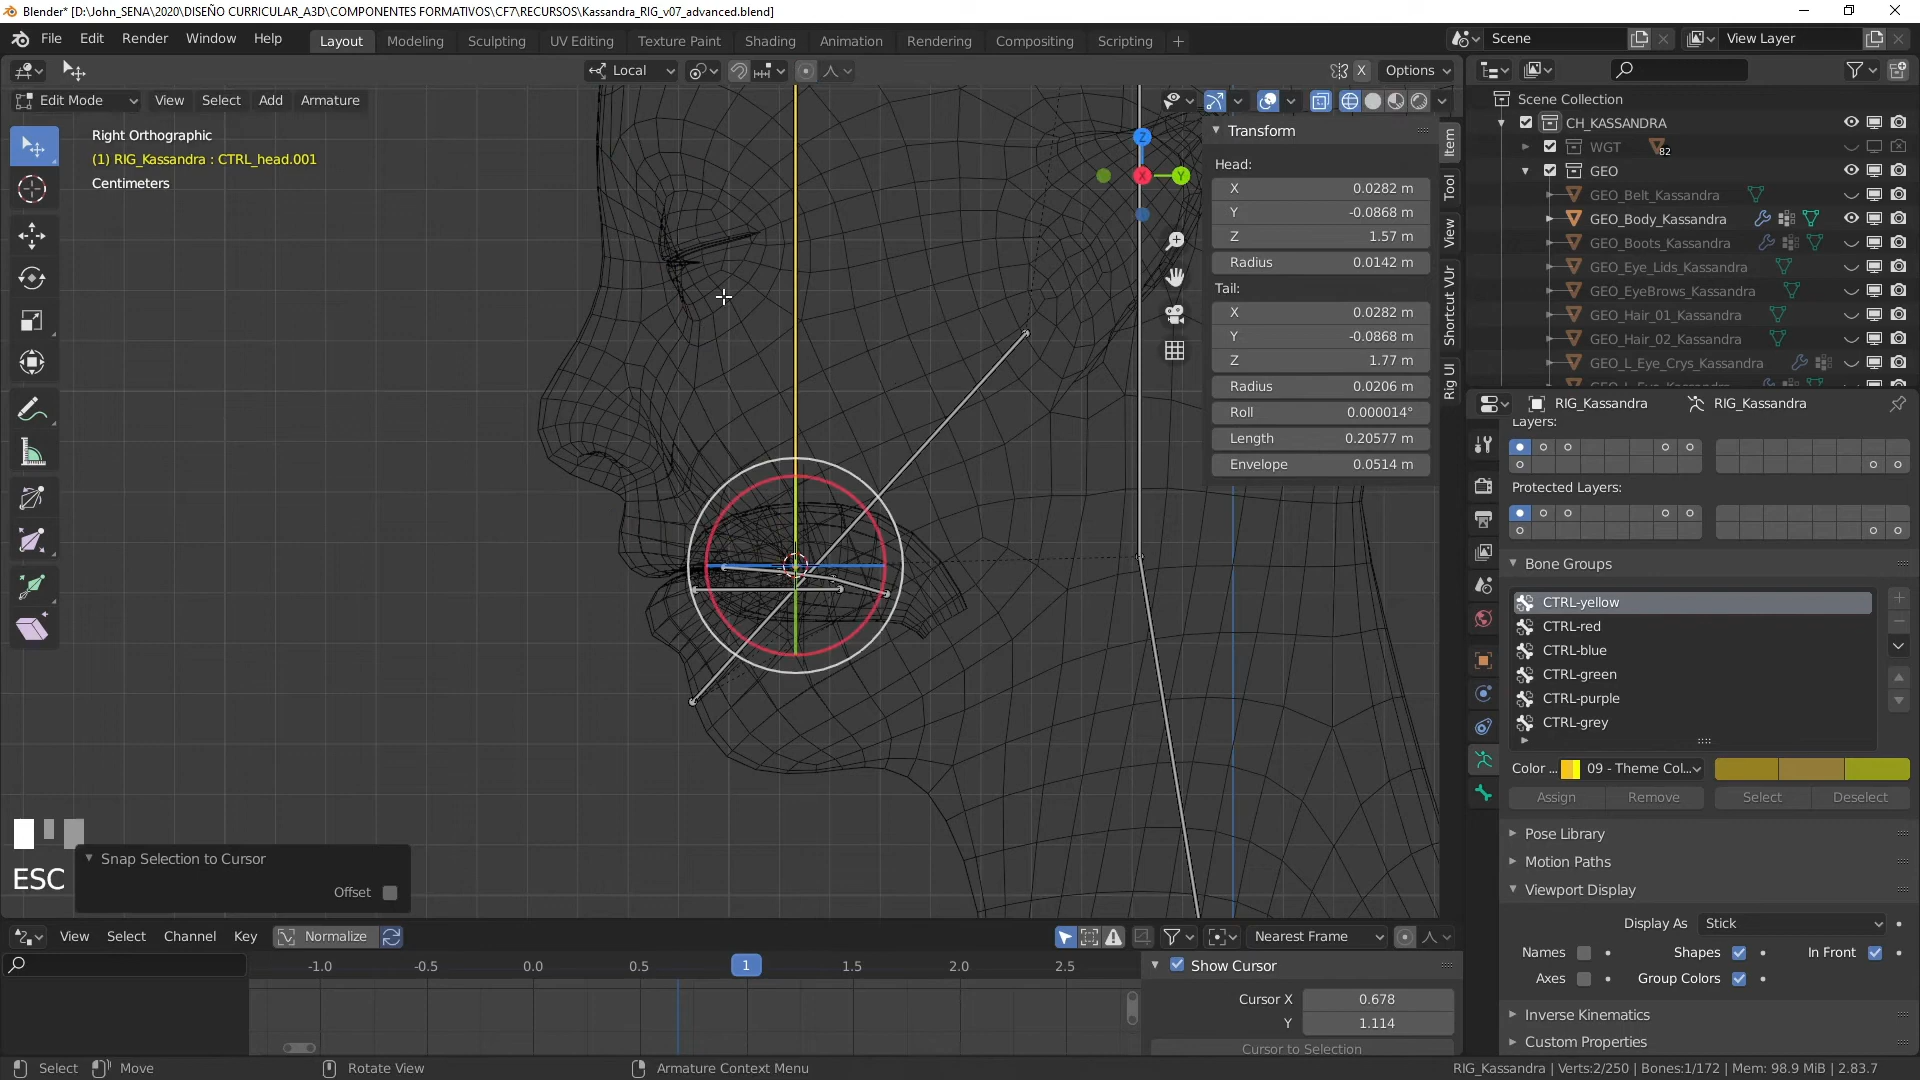 Blender* [D:\John_SENA\2020\DISEÑO CURRICULAR_A3D\COMPONENTES FORMATIVOS\CF7\RECURSOS\Kassandra_RIG_v07_advanced.blend]
File Edit Render Window Help Layout Modeling Sculpting UV Editing Texture Paint Shading Animation Rendering Compositing Scripting + Scene View Layer
Local X Options
Edit Mode View Select Add Armature
Right Orthographic
(1) RIG_Kassandra : CTRL_head.001
Centimeters
Z
X
Y
Transform
Head:
X 0.0282 m
Y -0.0868 m
Z 1.57 m
Radius 0.0142 m
Tail:
X 0.0282 m
Y -0.0868 m
Z 1.77 m
Radius 0.0206 m
Roll 0.000014°
Length 0.20577 m
Envelope 0.0514 m
Item
Tool
View
Shortcut VUr
Rig UI
Scene Collection
CH_KASSANDRA
WGT 82
GEO
GEO_Belt_Kassandra
GEO_Body_Kassandra
GEO_Boots_Kassandra
GEO_Eye_Lids_Kassandra
GEO_EyeBrows_Kassandra
GEO_Hair_01_Kassandra
GEO_Hair_02_Kassandra
GEO_L_Eye_Crys_Kassandra
RIG_Kassandra RIG_Kassandra
Layers:
Protected Layers:
Bone Groups
CTRL-yellow
CTRL-red
CTRL-blue
CTRL-green
CTRL-purple
CTRL-grey
Color ... 09 - Theme Col...
Assign Remove Select Deselect
Pose Library
Motion Paths
Viewport Display
Display As Stick
Names Shapes In Front
Axes Group Colors
Inverse Kinematics
Custom Properties
ESC
Snap Selection to Cursor
Offset
View Select Channel Key Normalize Nearest Frame
-1.0 -0.5 0.0 0.5 1 1.5 2.0 2.5
Show Cursor
Cursor X 0.678
Y 1.114
Cursor to Selection
Select Move Rotate View Armature Context Menu
RIG_Kassandra | Verts:2/250 | Bones:1/172 | Mem: 98.9 MiB | 2.83.7